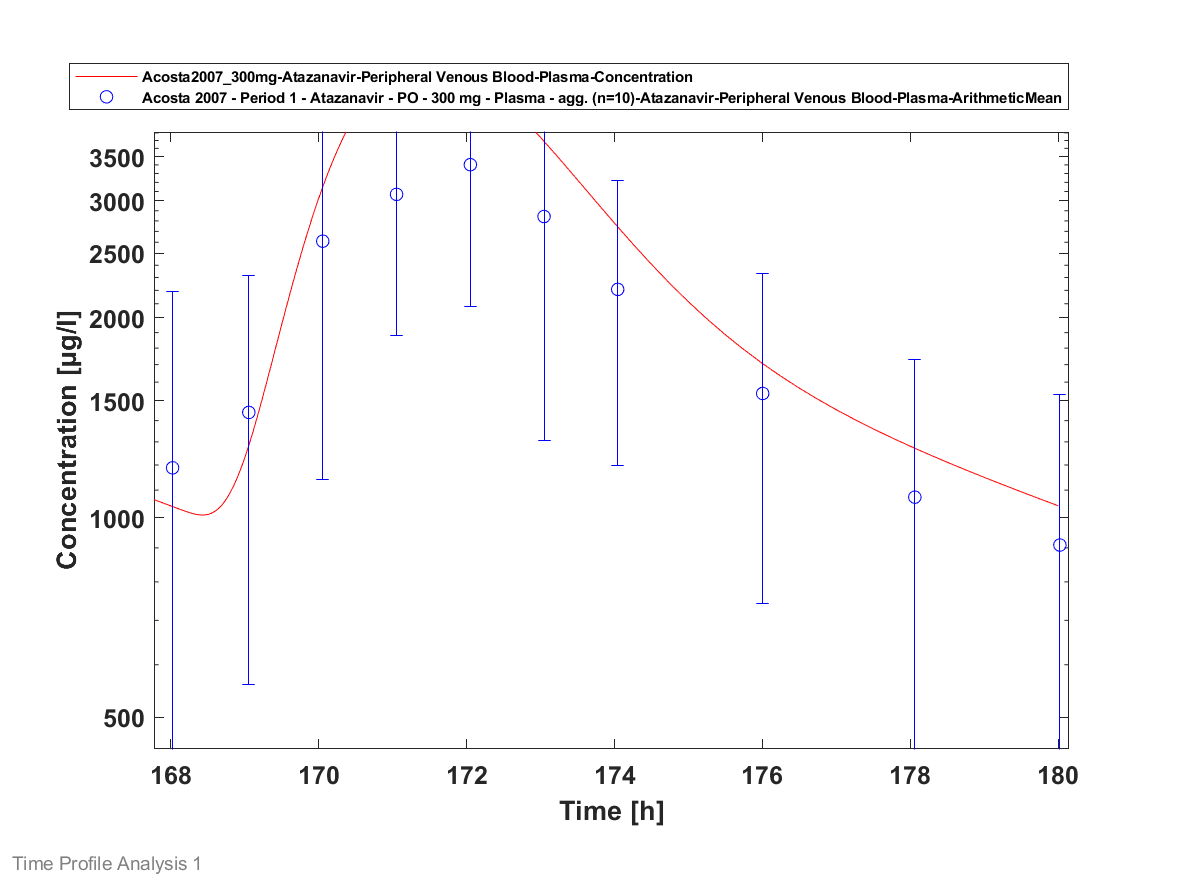 Acosta2007_300mg-Atazanavir-Peripheral Venous Blood-Plasma-Concentration
Acosta 2007 - Period 1 - Atazanavir - PO - 300 mg - Plasma - agg. (n=10)-Atazanavir-Peripheral Venous Blood-Plasma-ArithmeticMean
3500
3000
2500
2000
1500
1000
500
Concentration [µg/l]
168 170 172 174 176 178 180
Time [h]
Time Profile Analysis 1